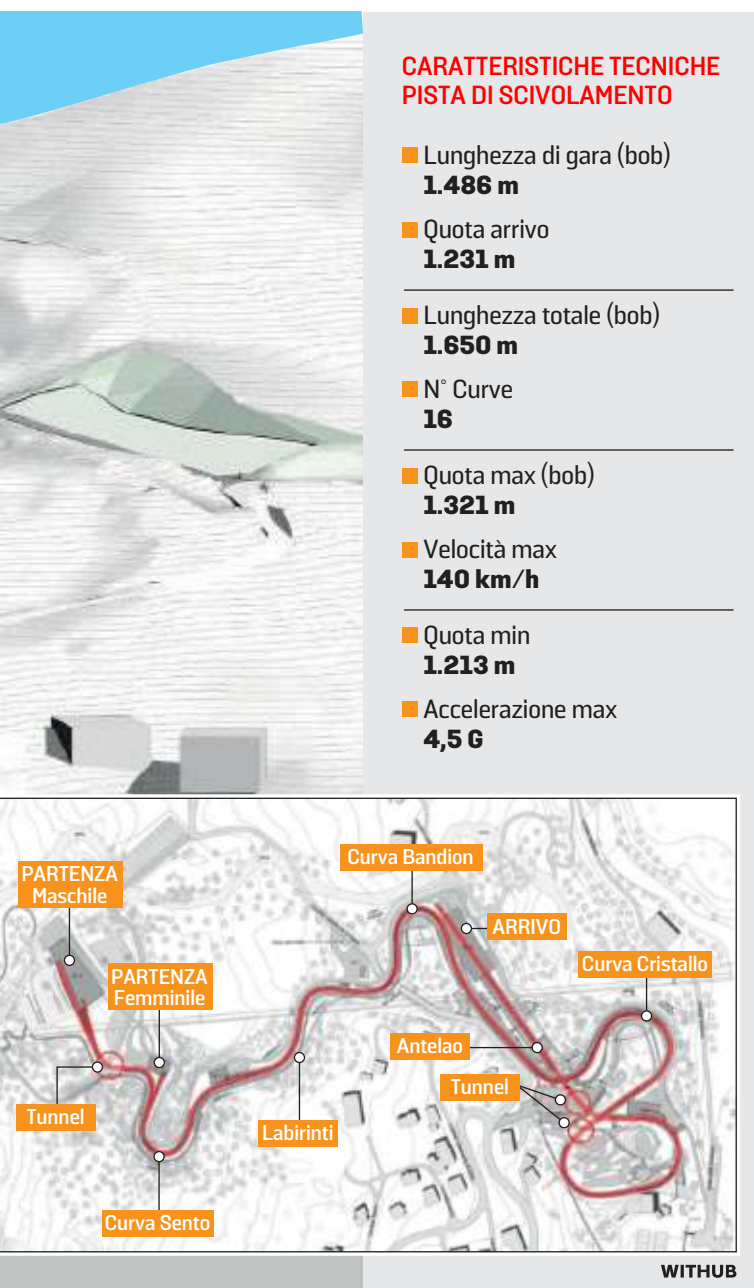 CARATTERISTICHE TECNICHE
PISTA DI SCIVOLAMENTO
Lunghezza di gara (bob)
1.486 m
Quota arrivo
1.231 m
Lunghezza totale (bob)
1.650 m
N° Curve
16
Quota max (bob)
1.321 m
Velocità max
140 km/h
Quota min
1.213 m
Accelerazione max
4,5 G
PARTENZA
Maschile
Curva Bandion
ARRIVO
PARTENZA
Femminile
Curva Cristallo
Antelao
Tunnel
Tunnel
Labirinti
Curva Sento
WITHUB